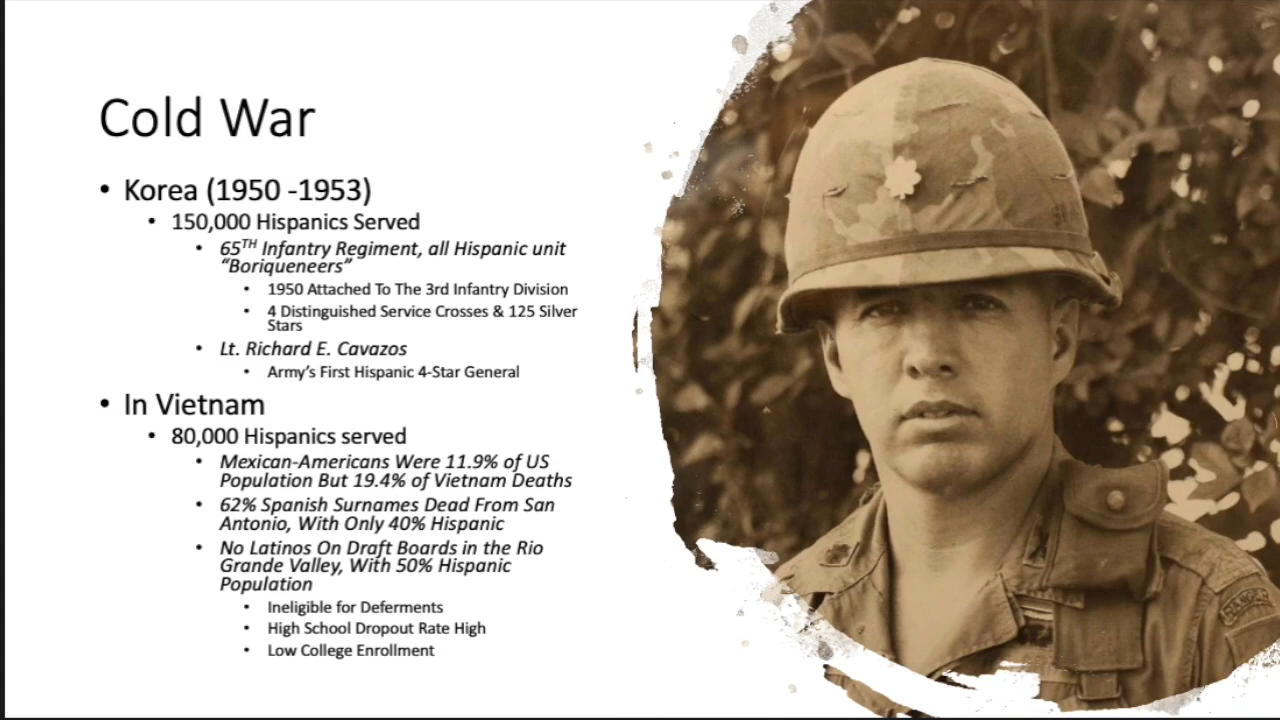 Cold War
• Korea (1950 -1953)
• 150,000 Hispanics Served
• 65TH Infantry Regiment, all Hispanic unit
“Boriqueneers”
• 1950 Attached To The 3rd Infantry Division
• 4 Distinguished Service Crosses & 125 Silver
Stars
• Lt. Richard E. Cavazos
• Army’s First Hispanic 4-Star General
• In Vietnam
• 80,000 Hispanics served
• Mexican-Americans Were 11.9% of US
Population But 19.4% of Vietnam Deaths
• 62% Spanish Surnames Dead From San
Antonio, With Only 40% Hispanic
• No Latinos On Draft Boards in the Rio
Grande Valley, With 50% Hispanic
Population
• Ineligible for Deferments
• High School Dropout Rate High
• Low College Enrollment
RANGER